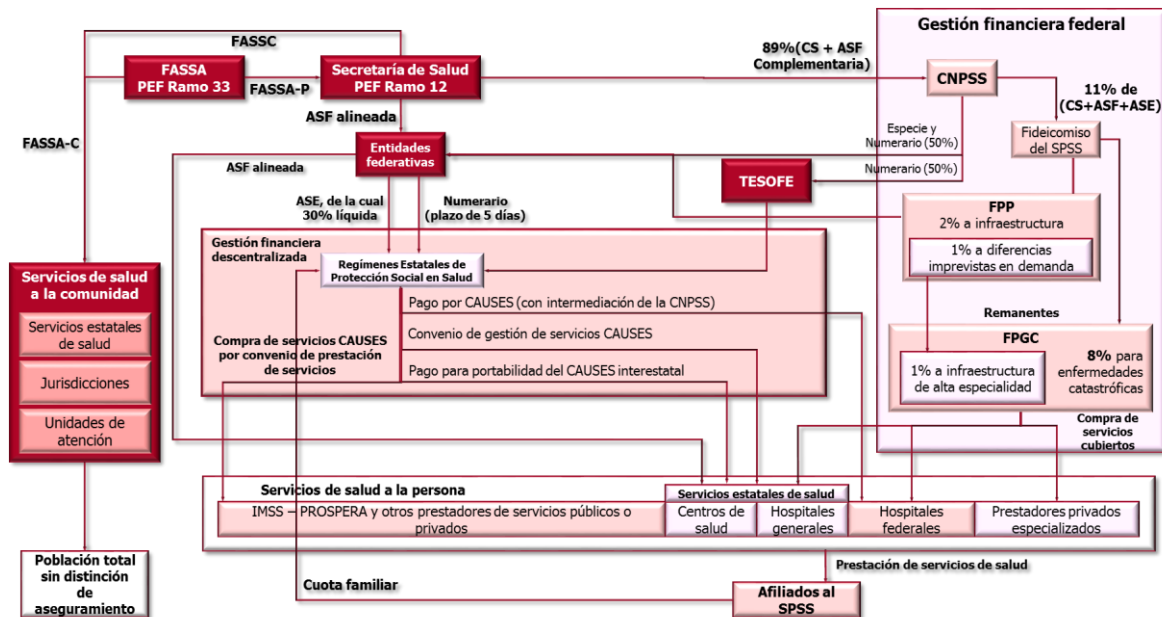 Gestión financiera federal
FASSC
FASSA
PEF Ramo 33
FASSA-P
Secretaría de Salud
PEF Ramo 12
89%(CS + ASF
Complementaria)
CNPSS
11% de
(CS+ASF+ASE)
FASSA-C
ASF alineada
Especie y
Numerario (50%)
Fideicomiso
del SPSS
Entidades
federativas
ASF alineada
Numerario (50%)
TESOFE
ASE, de la cual
30% líquida
Numerario
(plazo de 5 días)
FPP
2% a infraestructura
1% a diferencias
imprevistas en demanda
Gestión financiera
descentralizada
Regímenes Estatales de
Protección Social en Salud
Servicios de salud
a la comunidad
Servicios estatales
de salud
Jurisdicciones
Unidades de
atención
Pago por CAUSES (con intermediación de la CNPSS)
Compra de servicios CAUSES
por convenio de prestación
de servicios
Convenio de gestión de servicios CAUSES
Pago para portabilidad del CAUSES interestatal
Remanentes
FPGC
1% a infraestructura
de alta especialidad
8% para
enfermedades
catastróficas
Compra de
servicios
cubiertos
Servicios de salud a la persona
Servicios estatales de salud
IMSS – PROSPERA y otros prestadores de servicios públicos o
privados
Centros de
salud
Hospitales
generales
Hospitales
federales
Prestadores privados
especializados
Población total
sin distinción
de
aseguramiento
Cuota familiar
Prestación de servicios de salud
Afiliados al
SPSS